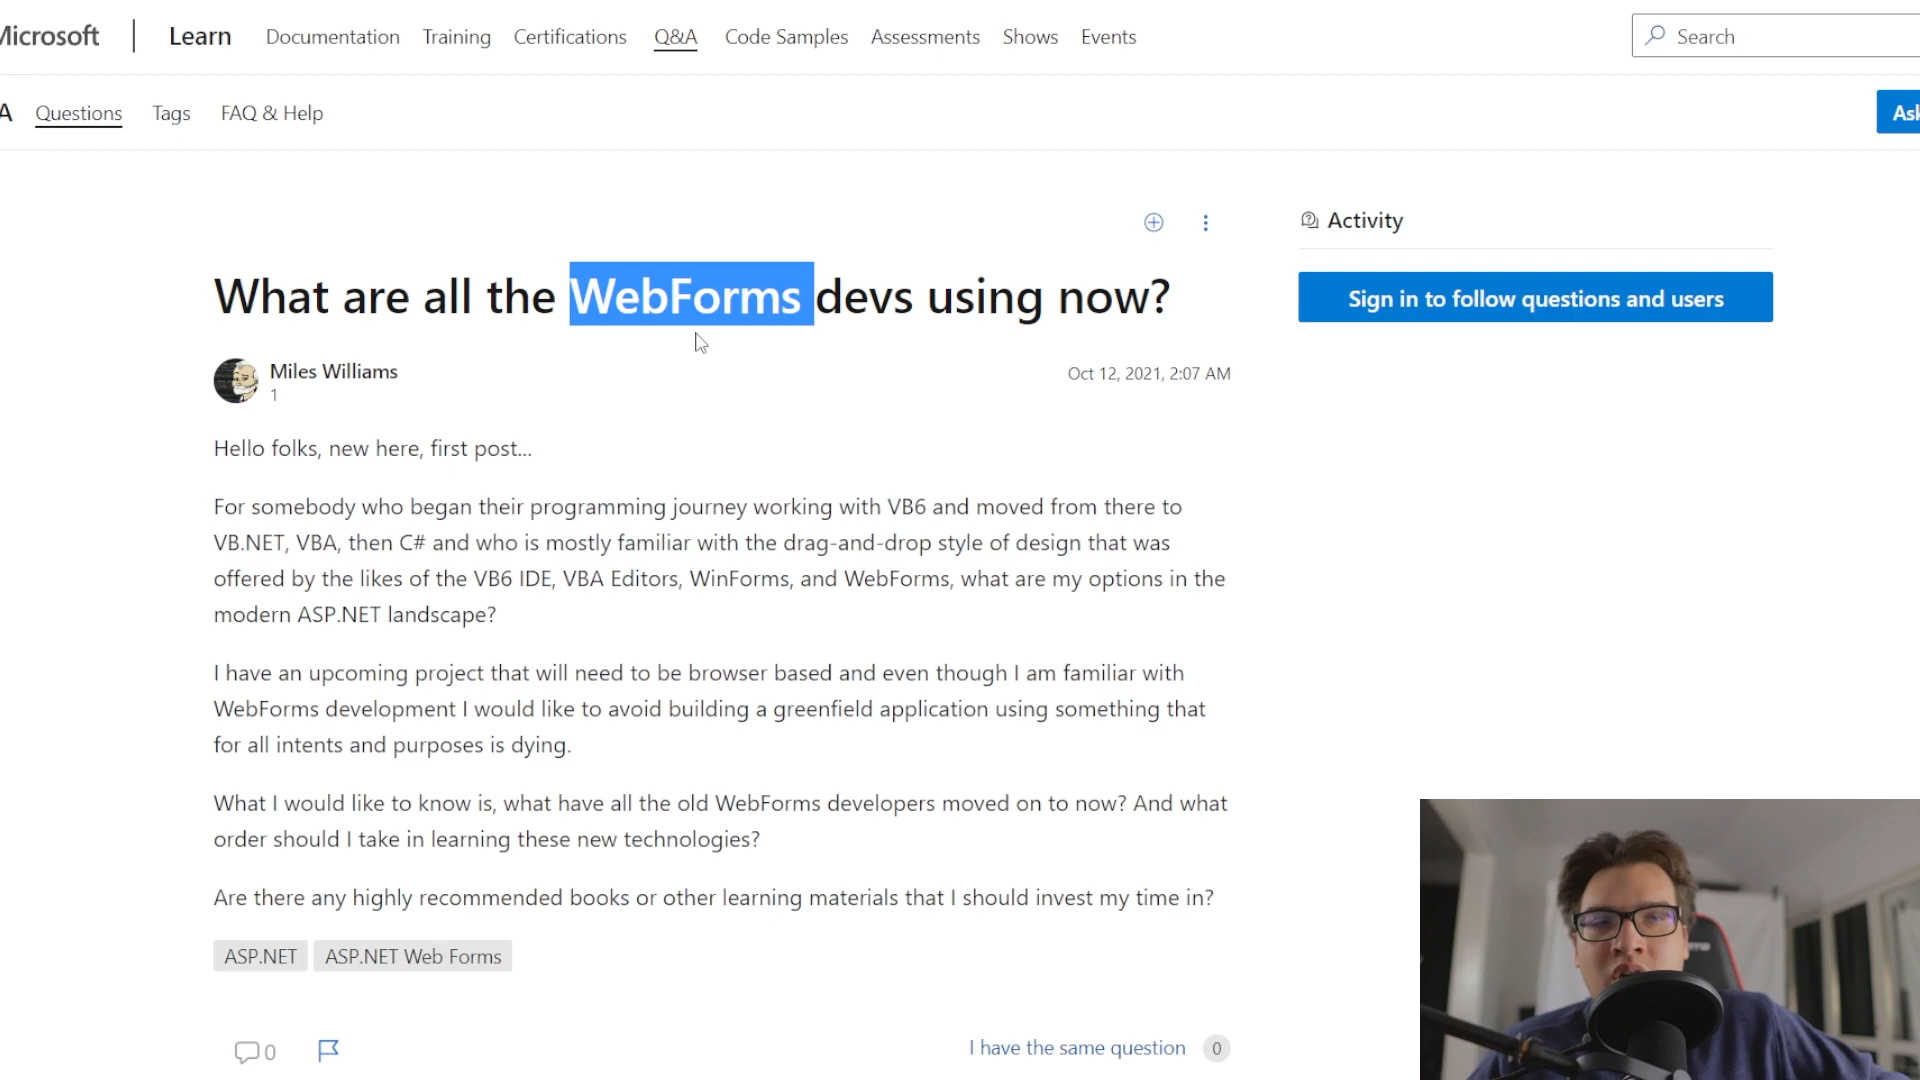 Microsoft | Learn Documentation Training Certifications Q&A Code Samples Assessments Shows Events Search
A Questions Tags FAQ & Help Ask
Activity
What are all the WebForms devs using now?
Sign in to follow questions and users
Miles Williams
1
Oct 12, 2021, 2:07 AM
Hello folks, new here, first post...
For somebody who began their programming journey working with VB6 and moved from there to
VB.NET, VBA, then C# and who is mostly familiar with the drag-and-drop style of design that was
offered by the likes of the VB6 IDE, VBA Editors, WinForms, and WebForms, what are my options in the
modern ASP.NET landscape?
I have an upcoming project that will need to be browser based and even though I am familiar with
WebForms development I would like to avoid building a greenfield application using something that
for all intents and purposes is dying.
What I would like to know is, what have all the old WebForms developers moved on to now? And what
order should I take in learning these new technologies?
Are there any highly recommended books or other learning materials that I should invest my time in?
ASP.NET ASP.NET Web Forms
0 I have the same question 0